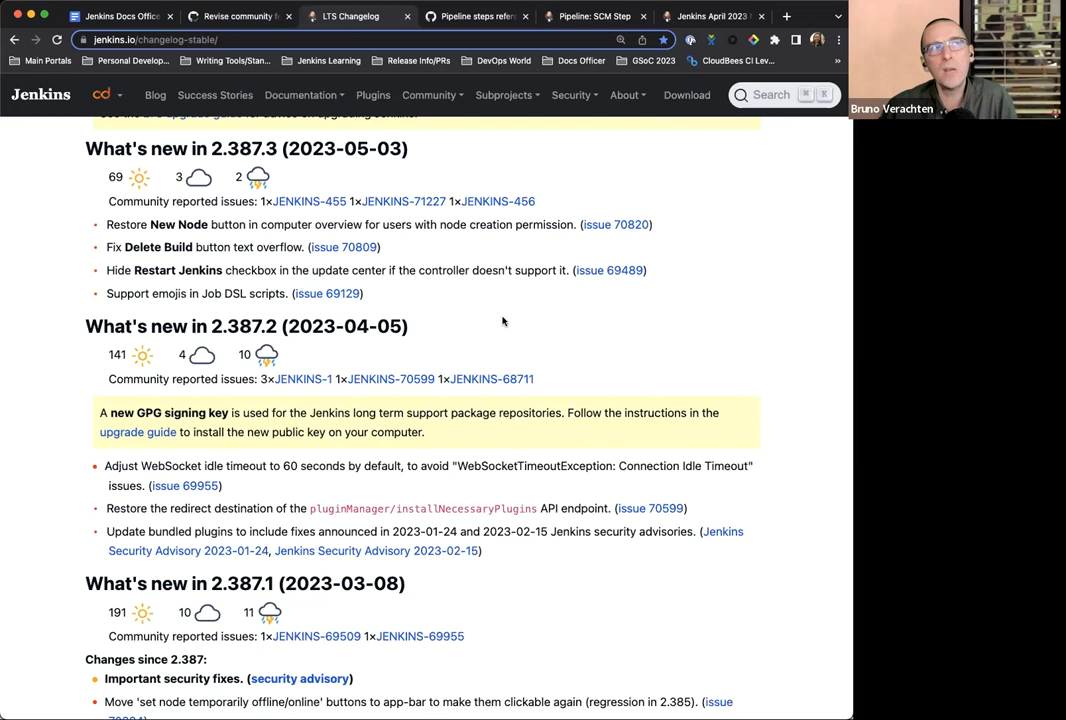 Jenkins Docs Office
Revise community f
LTS Changelog
Pipeline steps refere
Pipeline: SCM Step
Jenkins April 2023
jenkins.io/changelog-stable/
Main Portals
Personal Develop...
Writing Tools/Stan...
Jenkins Learning
Release Info/PRs
DevOps World
Docs Officer
GSoC 2023
CloudBees CI Lev...
»
Jenkins
cd
Blog Success Stories Documentation Plugins Community Subprojects Security About Download
Search ⌘ K
Bruno Verachten
What's new in 2.387.3 (2023-05-03)
69 3 2
Community reported issues: 1×JENKINS-455 1×JENKINS-71227 1×JENKINS-456
Restore New Node button in computer overview for users with node creation permission. (issue 70820)
Fix Delete Build button text overflow. (issue 70809)
Hide Restart Jenkins checkbox in the update center if the controller doesn't support it. (issue 69489)
Support emojis in Job DSL scripts. (issue 69129)
What's new in 2.387.2 (2023-04-05)
141 4 10
Community reported issues: 3×JENKINS-1 1×JENKINS-70599 1×JENKINS-68711
A new GPG signing key is used for the Jenkins long term support package repositories. Follow the instructions in the
upgrade guide to install the new public key on your computer.
Adjust WebSocket idle timeout to 60 seconds by default, to avoid "WebSocketTimeoutException: Connection Idle Timeout"
issues. (issue 69955)
Restore the redirect destination of the pluginManager/installNecessaryPlugins API endpoint. (issue 70599)
Update bundled plugins to include fixes announced in 2023-01-24 and 2023-02-15 Jenkins security advisories. (Jenkins
Security Advisory 2023-01-24, Jenkins Security Advisory 2023-02-15)
What's new in 2.387.1 (2023-03-08)
191 10 11
Community reported issues: 1×JENKINS-69509 1×JENKINS-69955
Changes since 2.387:
Important security fixes. (security advisory)
Move 'set node temporarily offline/online' buttons to app-bar to make them clickable again (regression in 2.385). (issue